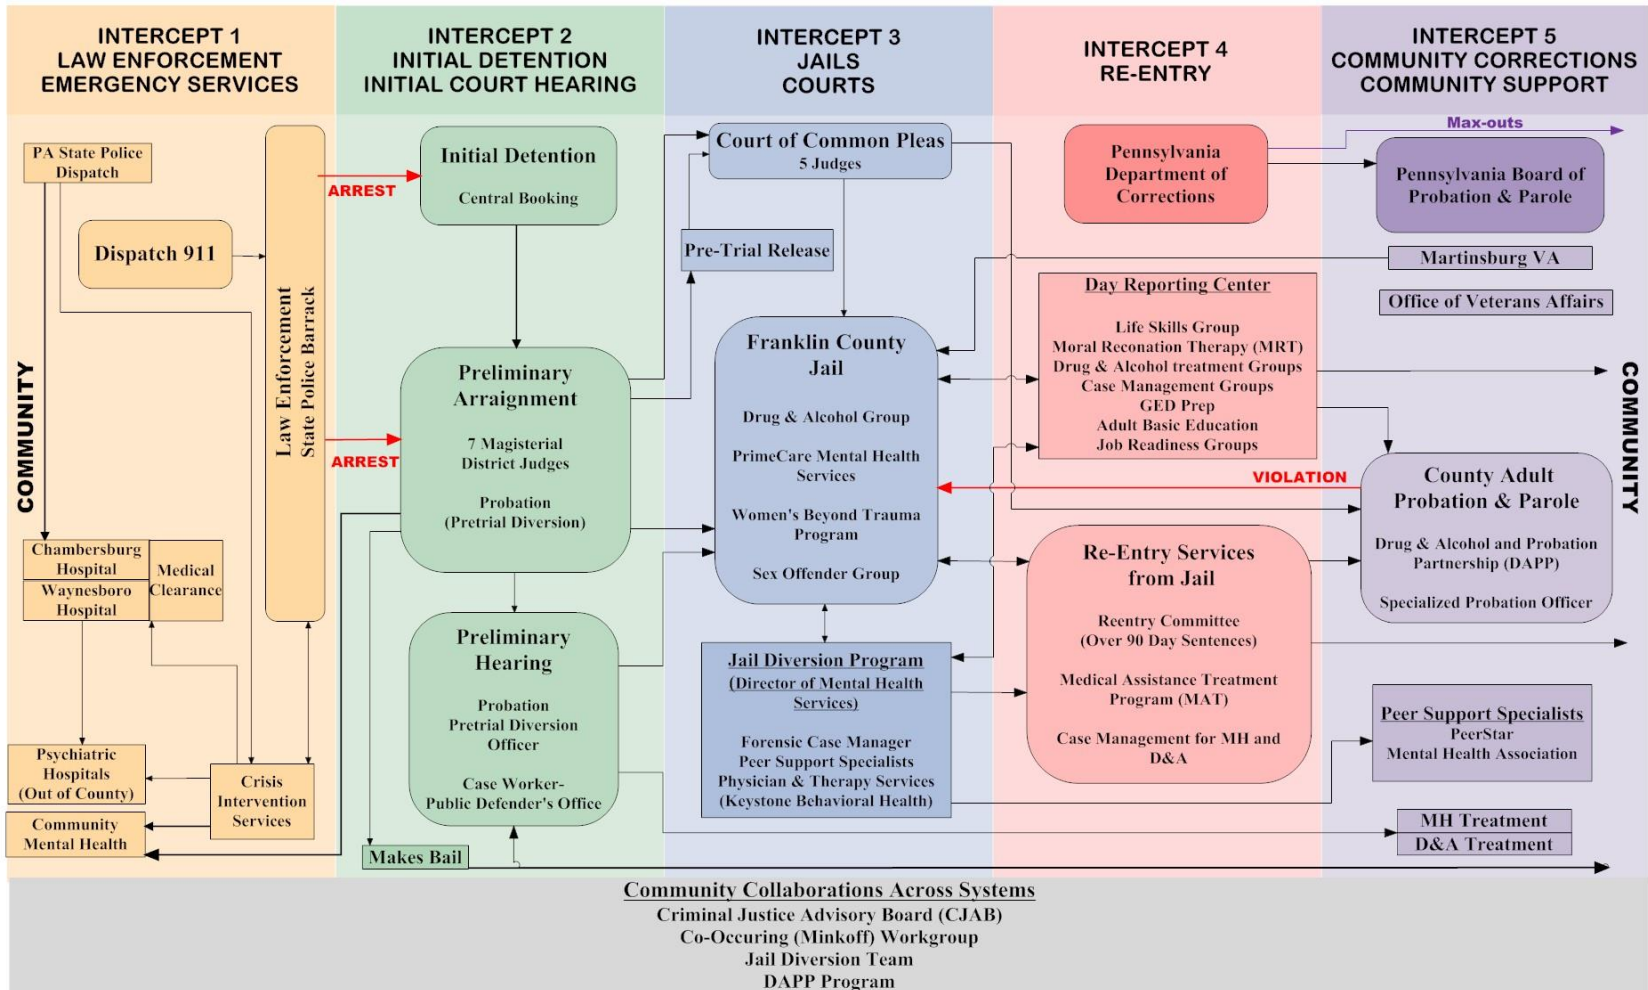 INTERCEPT 1
LAW ENFORCEMENT
EMERGENCY SERVICES
INTERCEPT 2
INITIAL DETENTION
INITIAL COURT HEARING
INTERCEPT 3
JAILS
COURTS
INTERCEPT 4
RE-ENTRY
INTERCEPT 5
COMMUNITY CORRECTIONS
COMMUNITY SUPPORT
COMMUNITY
PA State Police
Dispatch
Dispatch 911
Law Enforcement
State Police Barrack
ARREST
ARREST
Chambersburg
Hospital
Waynesboro
Hospital
Medical
Clearance
Psychiatric
Hospitals
(Out of County)
Crisis
Intervention
Services
Community
Mental Health
Initial Detention
Central Booking
Preliminary
Arraignment
7 Magisterial
District Judges
Probation
(Pretrial Diversion)
Preliminary
Hearing
Probation
Pretrial Diversion
Officer
Case Worker-
Public Defender's Office
Makes Bail
Court of Common Pleas
5 Judges
Pre-Trial Release
Franklin County
Jail
Drug & Alcohol Group
PrimeCare Mental Health
Services
Women's Beyond Trauma
Program
Sex Offender Group
Jail Diversion Program
(Director of Mental Health
Services)
Forensic Case Manager
Peer Support Specialists
Physician & Therapy Services
(Keystone Behavioral Health)
Pennsylvania
Department of
Corrections
Day Reporting Center
Life Skills Group
Moral Reconation Therapy (MRT)
Drug & Alcohol treatment Groups
Case Management Groups
GED Prep
Adult Basic Education
Job Readiness Groups
VIOLATION
Re-Entry Services
from Jail
Reentry Committee
(Over 90 Day Sentences)
Medical Assistance Treatment
Program (MAT)
Case Management for MH and
D&A
Max-outs
Pennsylvania Board of
Probation & Parole
Martinsburg VA
Office of Veterans Affairs
County Adult
Probation & Parole
Drug & Alcohol and Probation
Partnership (DAPP)
Specialized Probation Officer
Peer Support Specialists
PeerStar
Mental Health Association
MH Treatment
D&A Treatment
COMMUNITY
Community Collaborations Across Systems
Criminal Justice Advisory Board (CJAB)
Co-Occuring (Minkoff) Workgroup
Jail Diversion Team
DAPP Program